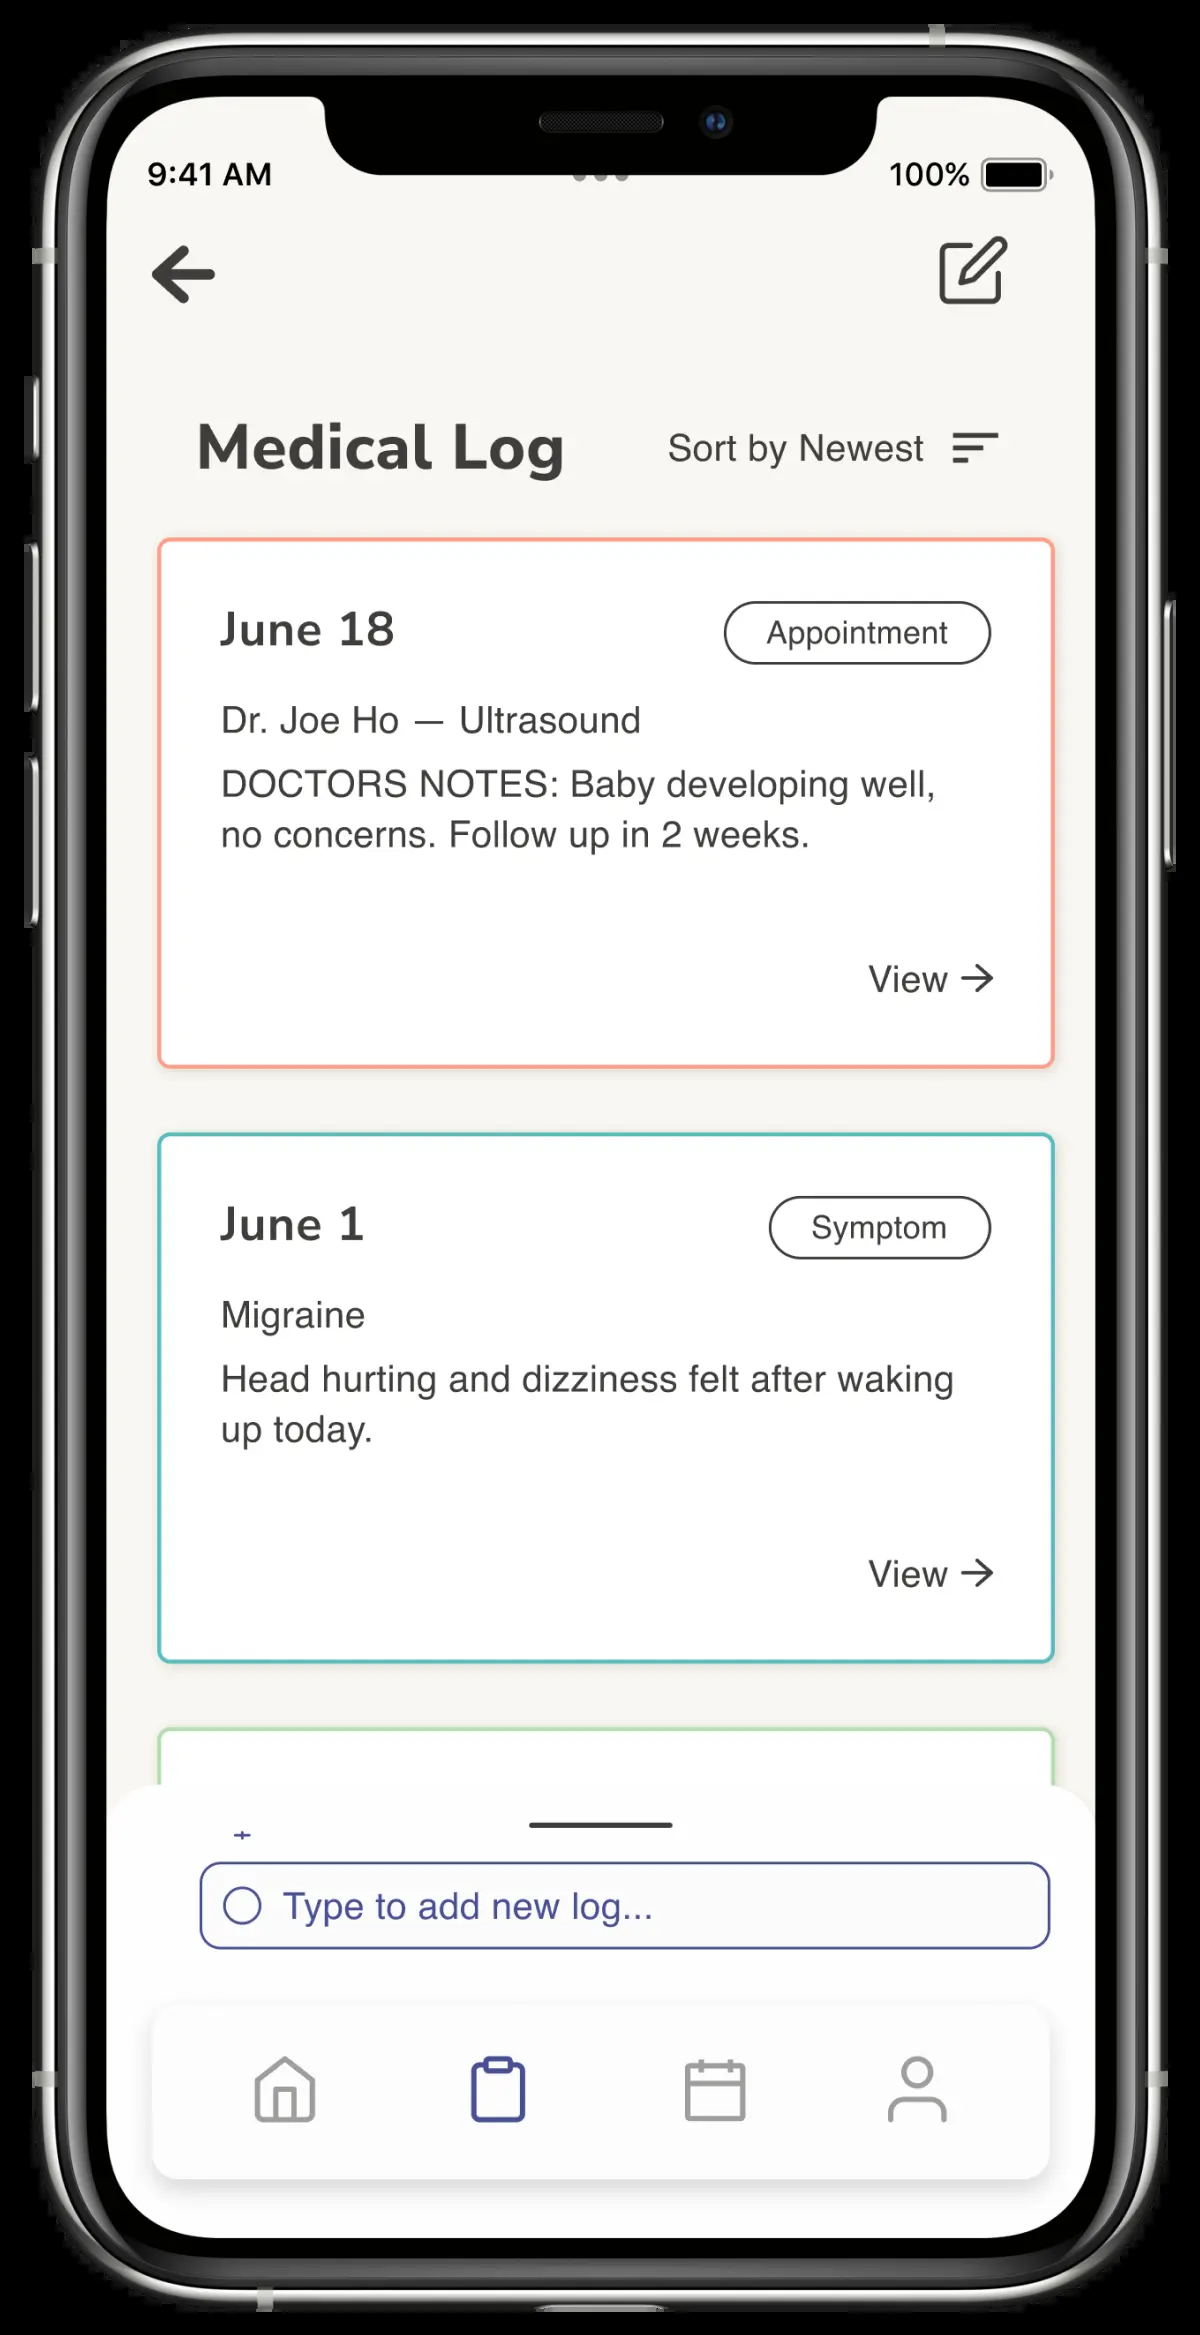 9:41 AM
100%
Medical Log
Sort by Newest
June 18
Appointment
Dr. Joe Ho — Ultrasound
DOCTORS NOTES: Baby developing well,
no concerns. Follow up in 2 weeks.
View →
June 1
Symptom
Migraine
Head hurting and dizziness felt after waking
up today.
View →
Type to add new log...